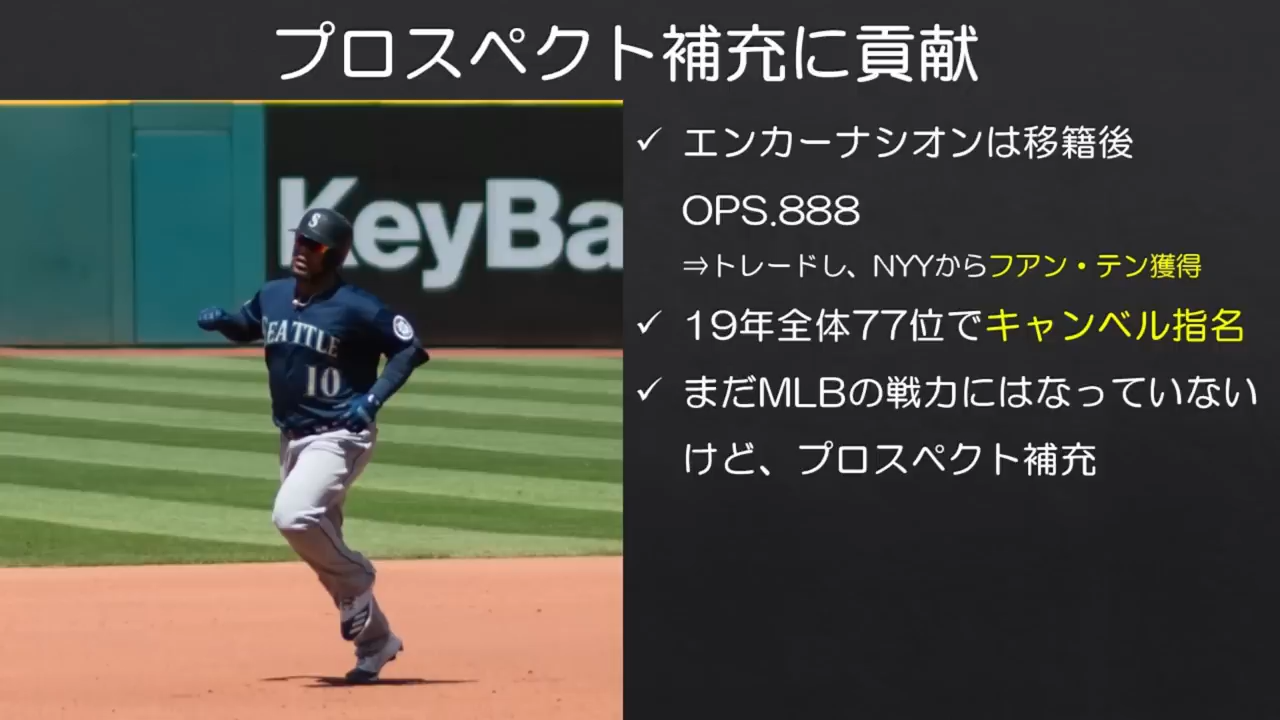 プロスペクト補充に貢献
KeyBa
S
SEATTLE
10
✓ エンカーナシオンは移籍後
OPS.888
⇒トレードし、NYYからフアン・テン獲得
✓ 19年全体77位でキャンベル指名
✓ まだMLBの戦力にはなっていない
けど、プロスペクト補充